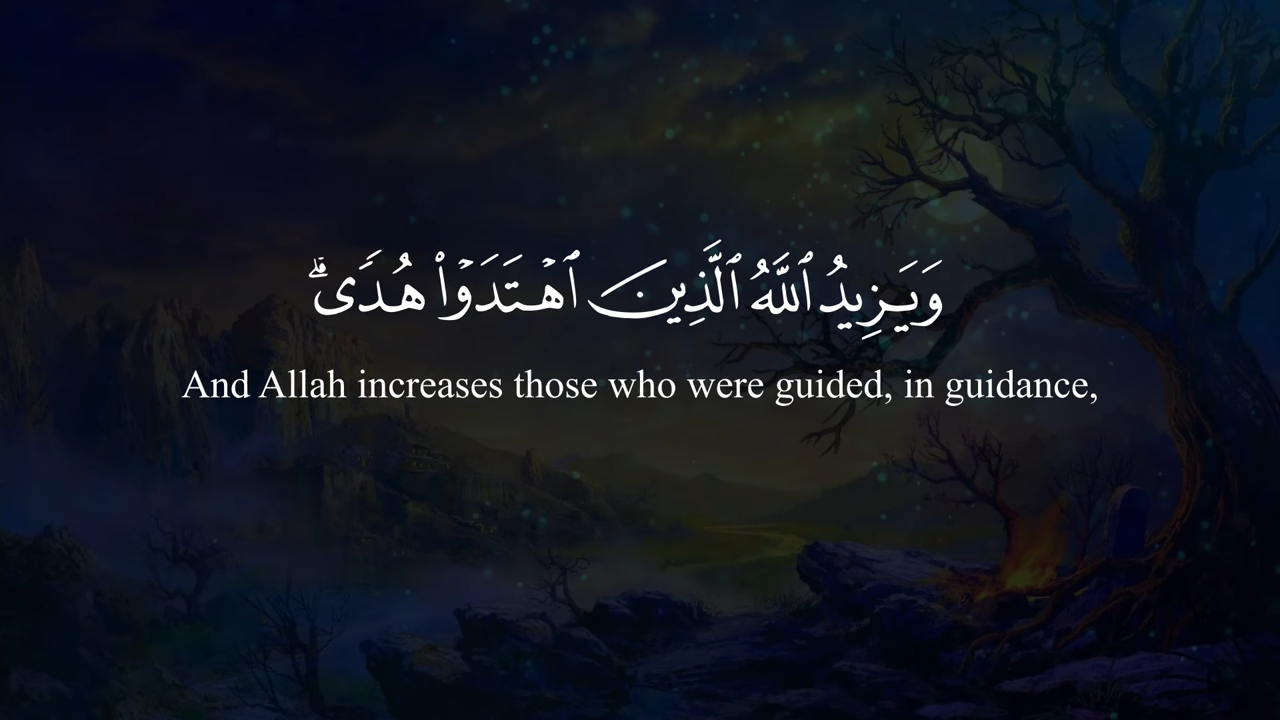 وَيَزِيدُ ٱللَّهُ ٱلَّذِينَ ٱهۡتَدَوۡا۟ هُدٗىۗ
And Allah increases those who were guided, in guidance,